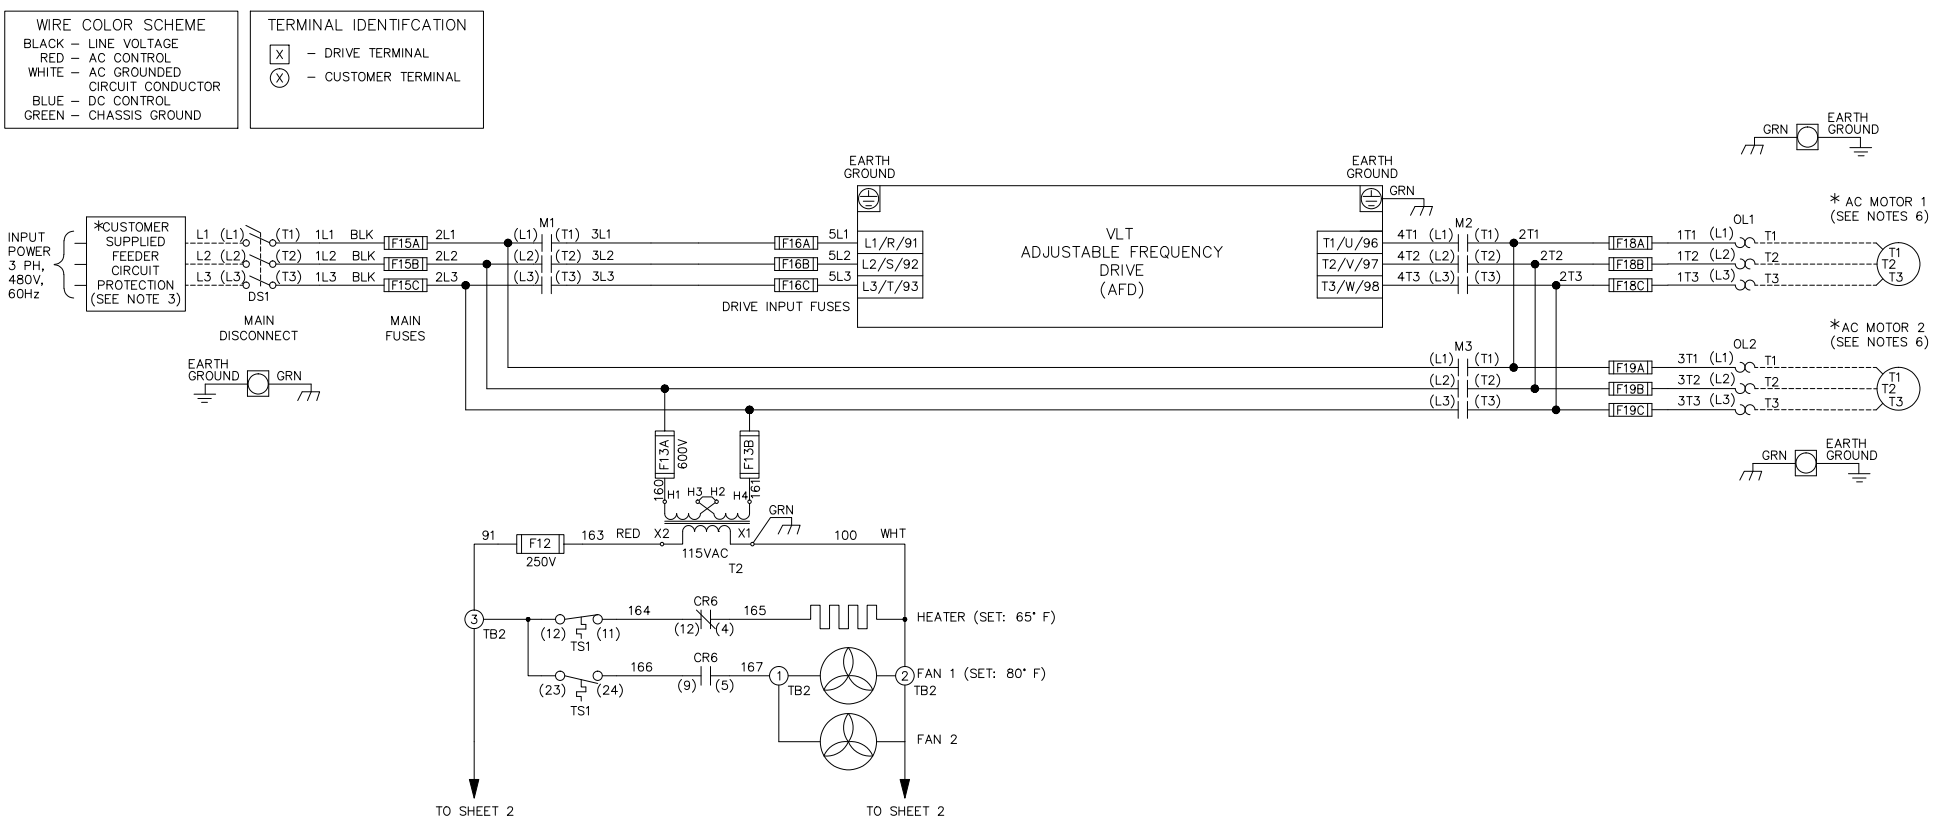 WIRE COLOR SCHEME
BLACK – LINE VOLTAGE
RED – AC CONTROL
WHITE – AC GROUNDED
CIRCUIT CONDUCTOR
BLUE – DC CONTROL
GREEN – CHASSIS GROUND
TERMINAL IDENTIFCATION
X – DRIVE TERMINAL
X – CUSTOMER TERMINAL
GRN
EARTH
GROUND
INPUT
POWER
3 PH,
480V,
60Hz
*CUSTOMER
SUPPLIED
FEEDER
CIRCUIT
PROTECTION
(SEE NOTE 3)
L1 (L1) (T1) 1L1 BLK F15A 2L1
L2 (L2) (T2) 1L2 BLK F15B 2L2
L3 (L3) (T3) 1L3 BLK F15C 2L3
DS1
MAIN
DISCONNECT
MAIN
FUSES
EARTH
GROUND
GRN
M1
(L1) (T1) 3L1 F16A 5L1
(L2) (T2) 3L2 F16B 5L2
(L3) (T3) 3L3 F16C 5L3
DRIVE INPUT FUSES
EARTH
GROUND
L1/R/91
L2/S/92
L3/T/93
VLT
ADJUSTABLE FREQUENCY
DRIVE
(AFD)
EARTH
GROUND
GRN
T1/U/96
T2/V/97
T3/W/98
M2
4T1 (L1) (T1) 2T1
4T2 (L2) (T2) 2T2
4T3 (L3) (T3) 2T3
OL1
F18A 1T1 (L1) T1
F18B 1T2 (L2) T2
F18C 1T3 (L3) T3
* AC MOTOR 1
(SEE NOTES 6)
T1
T2
T3
M3
(L1) (T1)
(L2) (T2)
(L3) (T3)
OL2
F19A 3T1 (L1) T1
F19B 3T2 (L2) T2
F19C 3T3 (L3) T3
*AC MOTOR 2
(SEE NOTES 6)
T1
T2
T3
GRN
EARTH
GROUND
F13A
600V
F13B
160
161
H1 H3 H2 H4
GRN
91 F12 163 RED X2 X1 100 WHT
250V
115VAC
T2
3
TB2
(12) (11)
TS1
164
CR6
(12) (4)
165
HEATER (SET: 65° F)
(23) (24)
TS1
166
CR6
(9) (5)
167
1
TB2
2
TB2
FAN 1 (SET: 80° F)
FAN 2
TO SHEET 2
TO SHEET 2